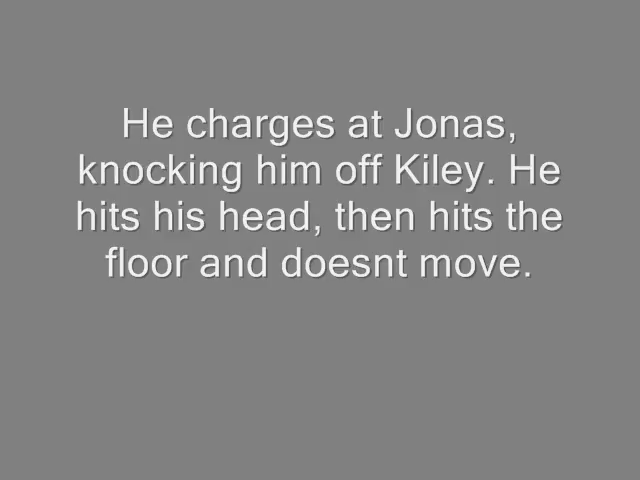 He charges at Jonas,
knocking him off Kiley. He
hits his head, then hits the
floor and doesnt move.